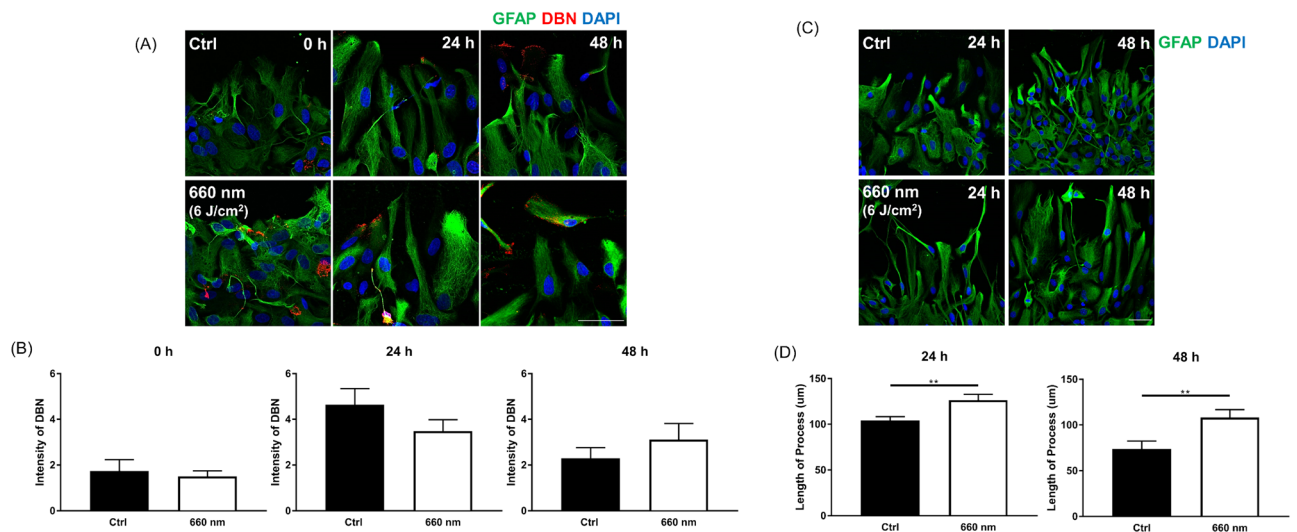 (A)
GFAP DBN DAPI
Ctrl 0 h 24 h 48 h
660 nm
(6 J/cm²)
(B)
0 h 24 h 48 h
Intensity of DBN
6
4
2
0
Ctrl 660 nm
Intensity of DBN
6
4
2
0
Ctrl 660 nm
Intensity of DBN
6
4
2
0
Ctrl 660 nm
(C)
Ctrl 24 h 48 h
GFAP DAPI
660 nm 24 h 48 h
(6 J/cm²)
(D)
24 h 48 h
Length of Process (um)
150
100
50
0
**
Ctrl 660 nm
Length of Process (um)
150
100
50
0
**
Ctrl 660 nm